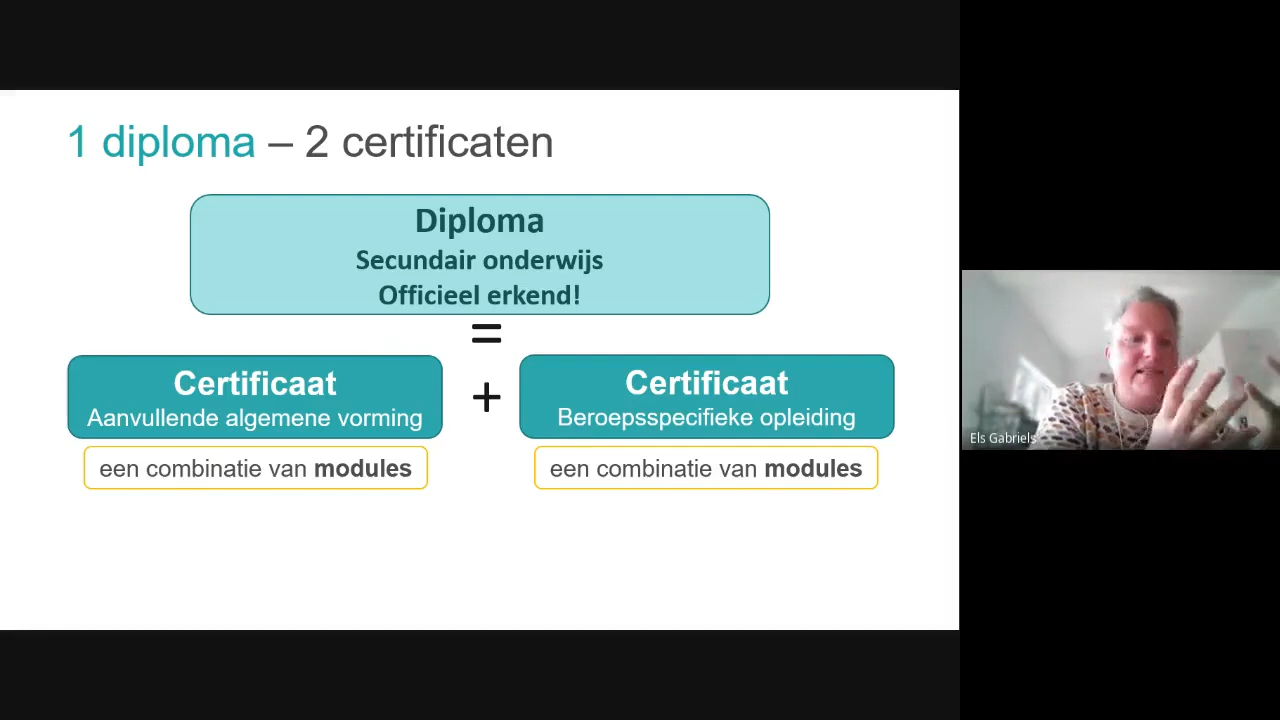 1 diploma – 2 certificaten
Diploma
Secundair onderwijs
Officieel erkend!
=
Certificaat
Aanvullende algemene vorming
+
Certificaat
Beroepsspecifieke opleiding
een combinatie van modules
een combinatie van modules
Els Gabriels